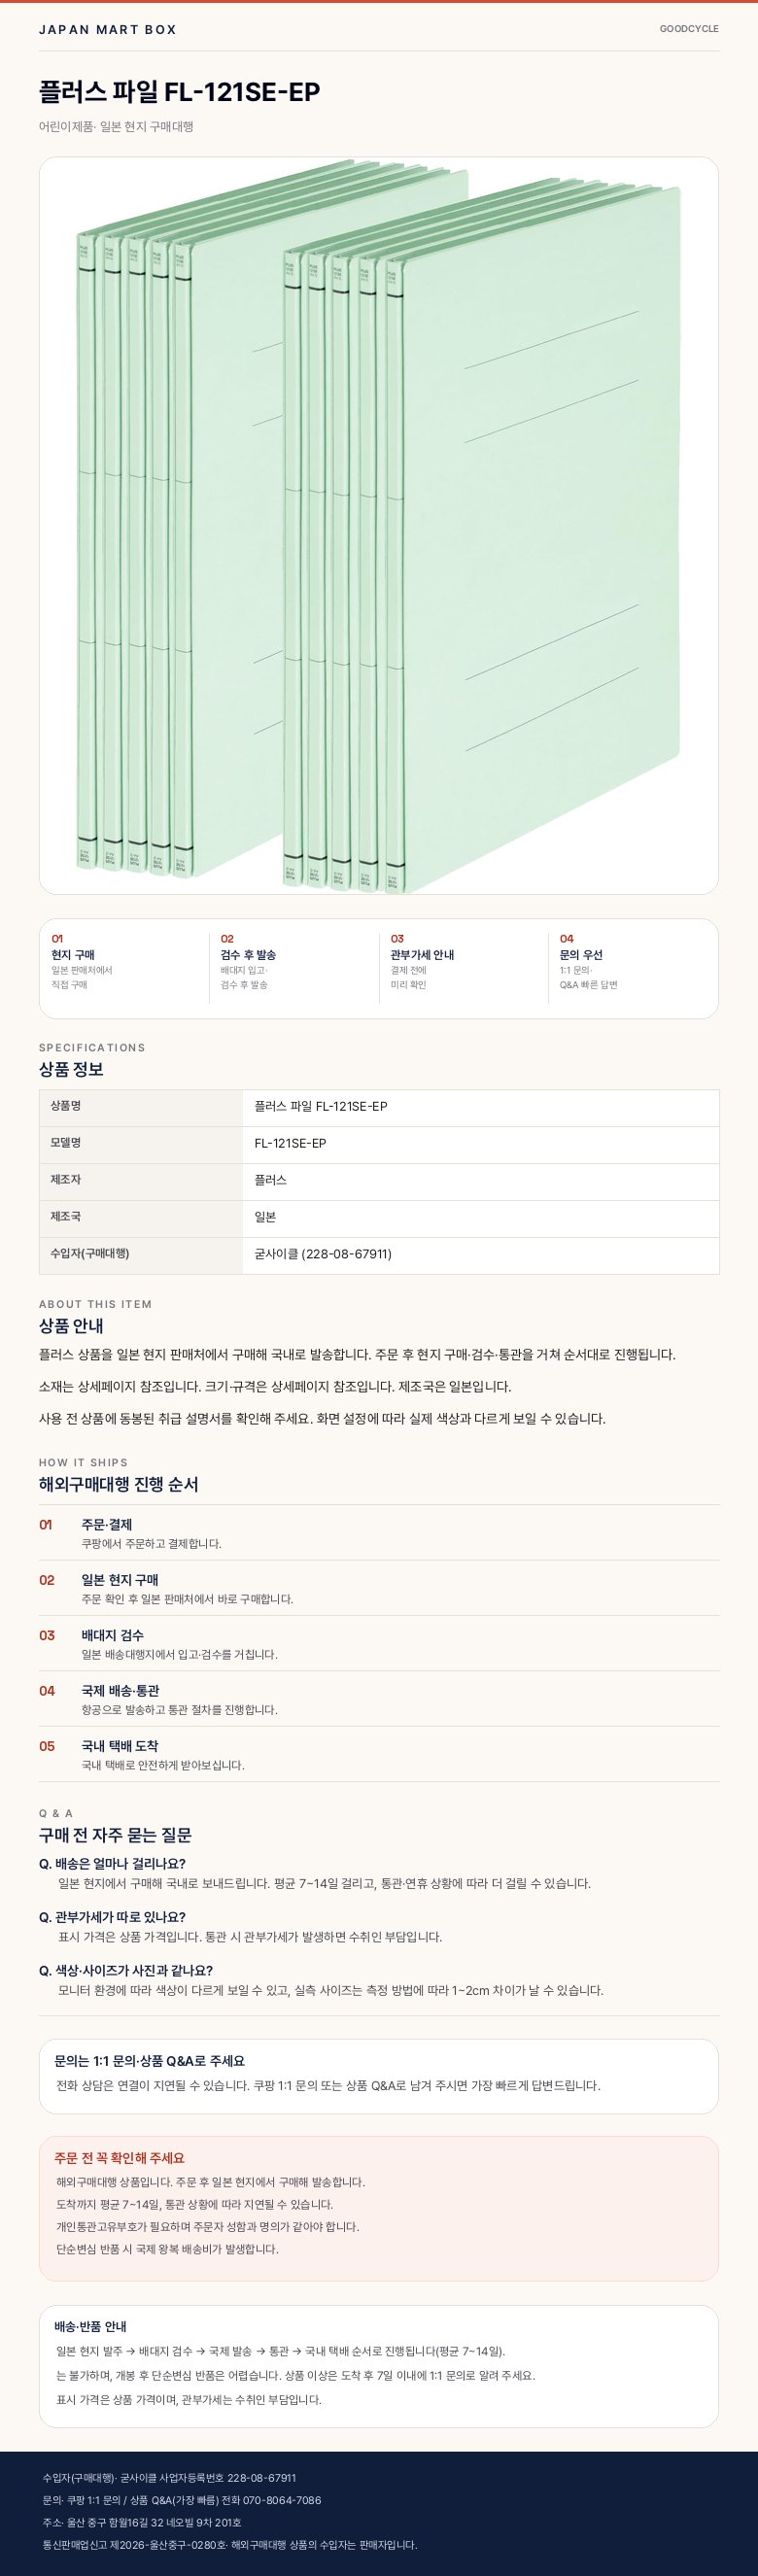 JAPAN MART BOX
GOODCYCLE
플러스 파일 FL-121SE-EP
어린이제품· 일본 현지 구매대행
01
현지 구매
일본 판매처에서
직접 구매
02
검수 후 발송
배대지 입고·
검수 후 발송
03
관부가세 안내
결제 전에
미리 확인
04
문의 우선
1:1 문의·
Q&A 빠른 답변
SPECIFICATIONS
상품 정보
상품명 플러스 파일 FL-121SE-EP
모델명 FL-121SE-EP
제조자 플러스
제조국 일본
수입자(구매대행) 굳사이클 (228-08-67911)
ABOUT THIS ITEM
상품 안내
플러스 상품을 일본 현지 판매처에서 구매해 국내로 발송합니다. 주문 후 현지 구매·검수·통관을 거쳐 순서대로 진행됩니다.
소재는 상세페이지 참조입니다. 크기·규격은 상세페이지 참조입니다. 제조국은 일본입니다.
사용 전 상품에 동봉된 취급 설명서를 확인해 주세요. 화면 설정에 따라 실제 색상과 다르게 보일 수 있습니다.
HOW IT SHIPS
해외구매대행 진행 순서
01 주문·결제
쿠팡에서 주문하고 결제합니다.
02 일본 현지 구매
주문 확인 후 일본 판매처에서 바로 구매합니다.
03 배대지 검수
일본 배송대행지에서 입고·검수를 거칩니다.
04 국제 배송·통관
항공으로 발송하고 통관 절차를 진행합니다.
05 국내 택배 도착
국내 택배로 안전하게 받아보십니다.
Q & A
구매 전 자주 묻는 질문
Q. 배송은 얼마나 걸리나요?
일본 현지에서 구매해 국내로 보내드립니다. 평균 7~14일 걸리고, 통관·연휴 상황에 따라 더 걸릴 수 있습니다.
Q. 관부가세가 따로 있나요?
표시 가격은 상품 가격입니다. 통관 시 관부가세가 발생하면 수취인 부담입니다.
Q. 색상·사이즈가 사진과 같나요?
모니터 환경에 따라 색상이 다르게 보일 수 있고, 실측 사이즈는 측정 방법에 따라 1~2cm 차이가 날 수 있습니다.
문의는 1:1 문의·상품 Q&A로 주세요
전화 상담은 연결이 지연될 수 있습니다. 쿠팡 1:1 문의 또는 상품 Q&A로 남겨 주시면 가장 빠르게 답변드립니다.
주문 전 꼭 확인해 주세요
해외구매대행 상품입니다. 주문 후 일본 현지에서 구매해 발송합니다.
도착까지 평균 7~14일, 통관 상황에 따라 지연될 수 있습니다.
개인통관고유부호가 필요하며 주문자 성함과 명의가 같아야 합니다.
단순변심 반품 시 국제 왕복 배송비가 발생합니다.
배송·반품 안내
일본 현지 발주 → 배대지 검수 → 국제 발송 → 통관 → 국내 택배 순서로 진행됩니다(평균 7~14일).
는 불가하며, 개봉 후 단순변심 반품은 어렵습니다. 상품 이상은 도착 후 7일 이내에 1:1 문의로 알려 주세요.
표시 가격은 상품 가격이며, 관부가세는 수취인 부담입니다.
수입자(구매대행)· 굳사이클 사업자등록번호 228-08-67911
문의· 쿠팡 1:1 문의 / 상품 Q&A(가장 빠름) 전화 070-8064-7086
주소· 울산 중구 함월16길 32 네오빌 9차 201호
통신판매업신고 제2026-울산중구-0280호· 해외구매대행 상품의 수입자는 판매자입니다.